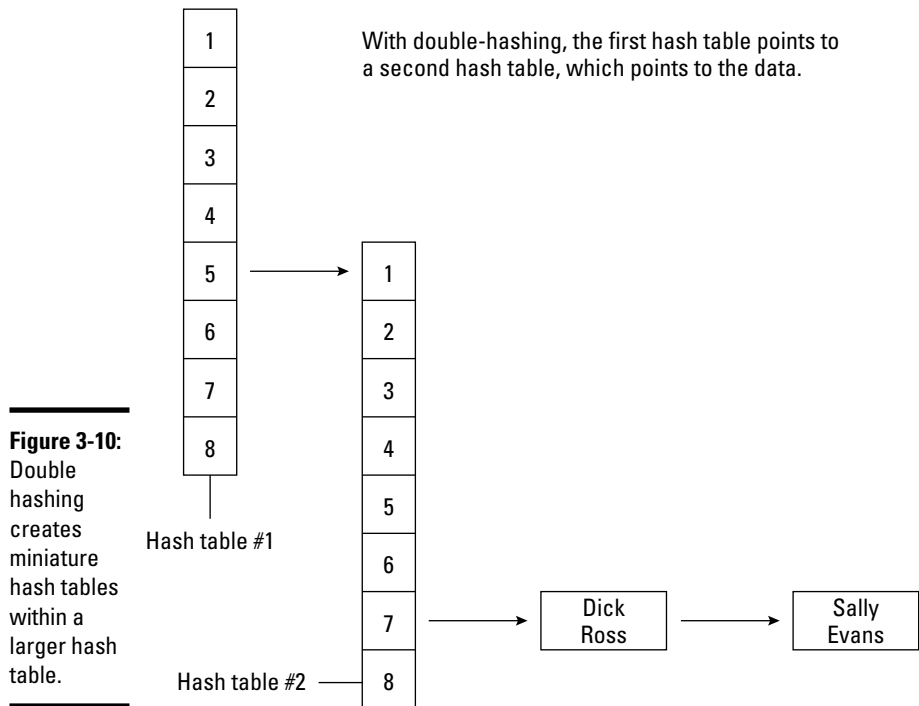 With double-hashing, the first hash table points to
a second hash table, which points to the data.
1
2
3
4
5
6
7
8
Hash table #1
1
2
3
4
5
6
7
8
Hash table #2
Dick
Ross
Sally
Evans
Figure 3-10:
Double
hashing
creates
miniature
hash tables
within a
larger hash
table.